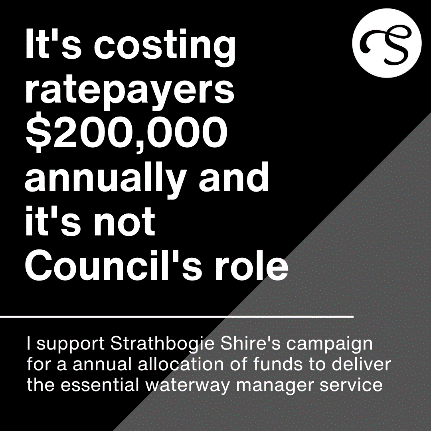 It's costing
ratepayers
$200,000
annually and
it's not
Council's role
I support Strathbogie Shire's campaign
for a annual allocation of funds to deliver
the essential waterway manager service
S